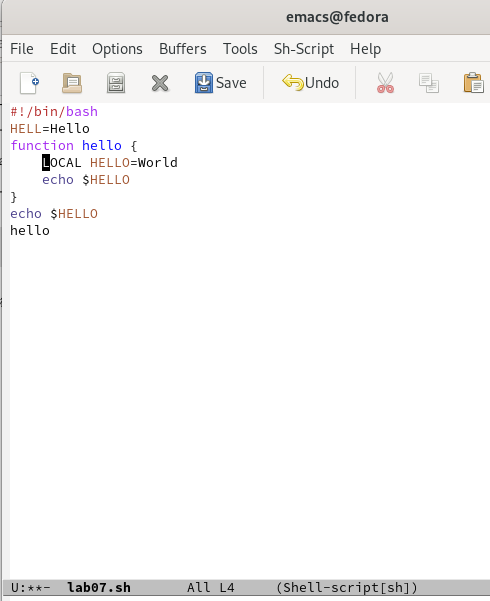 emacs@fedora
File Edit Options Buffers Tools Sh-Script Help
Save Undo
#!/bin/bash
HELL=Hello
function hello {
    LOCAL HELLO=World
    echo $HELLO
}
echo $HELLO
hello
U:**- lab07.sh All L4 (Shell-script[sh])